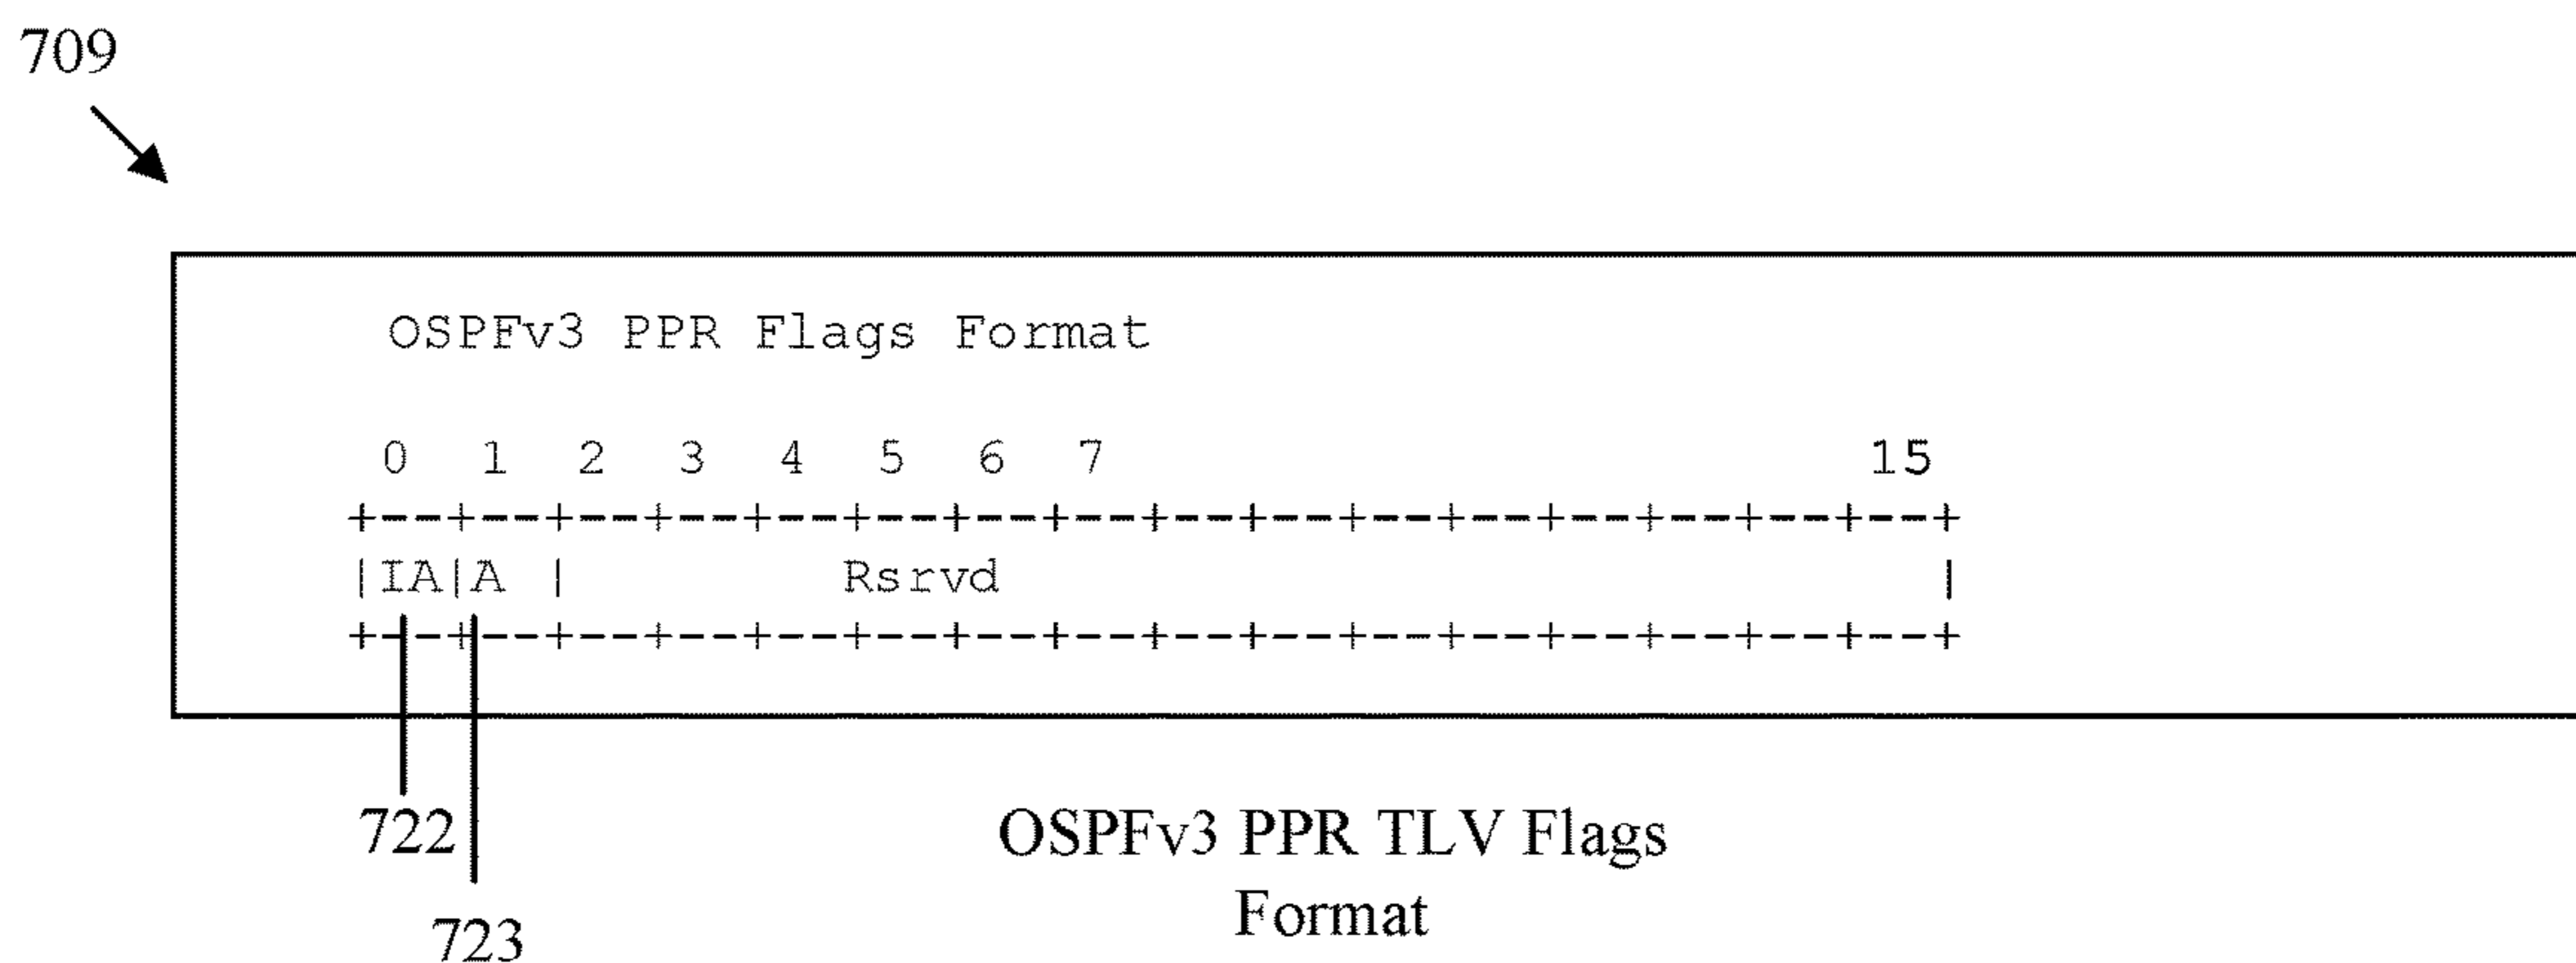 709
OSPFv3 PPR Flags Format
0 1 2 3 4 5 6 7 15
+--+--+--+--+--+--+--+--+--+--+--+--+--+--+--+--+
|IA|A | Rsrvd |
+--+--+--+--+--+--+--+--+--+--+--+--+--+--+--+--+
722
723
OSPFv3 PPR TLV Flags
Format